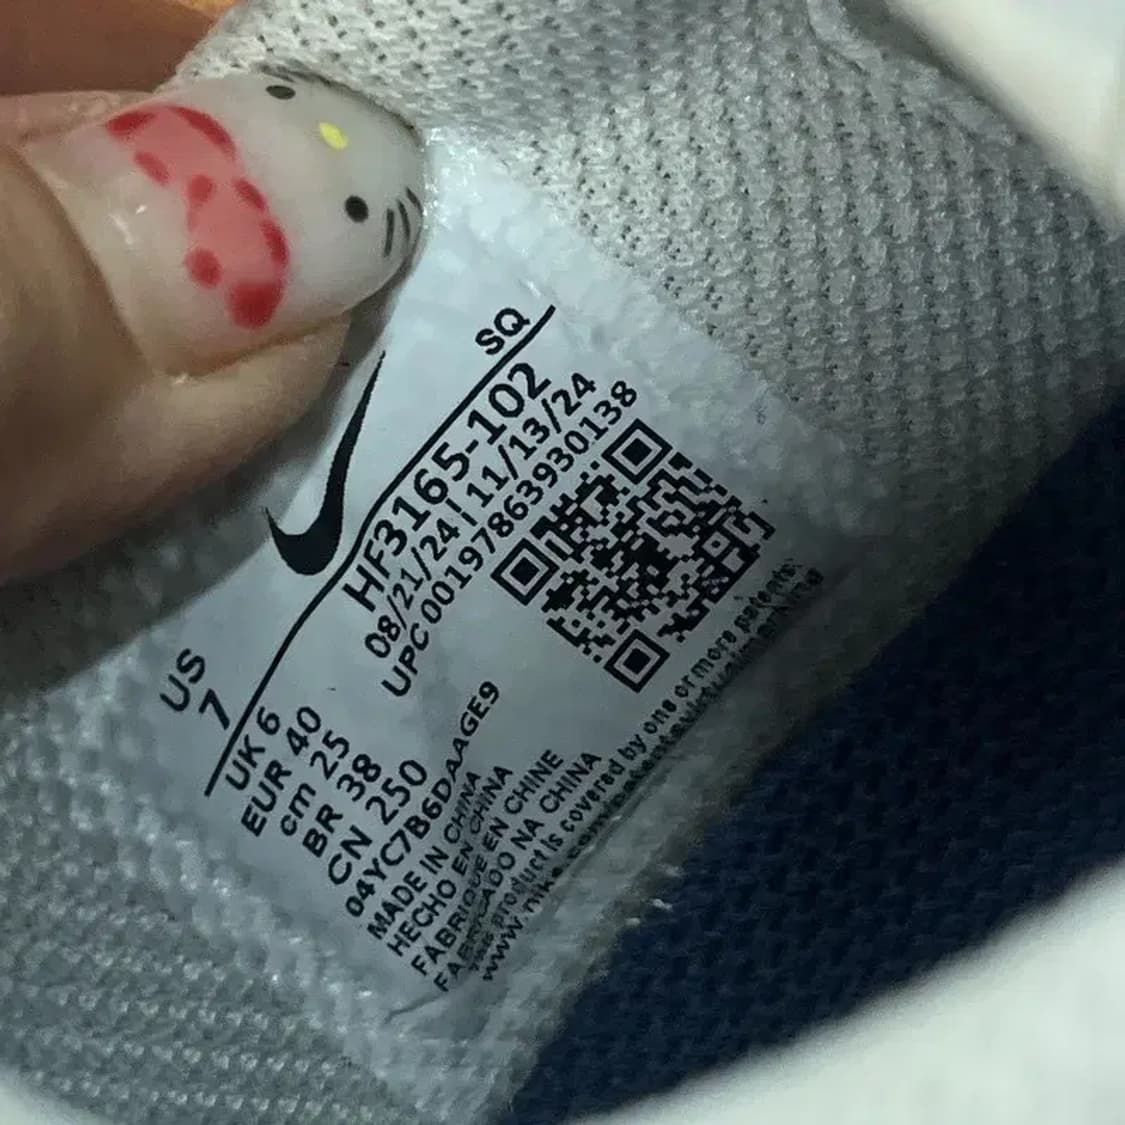 SQ
HF3165-102
08/21/24 | 11/13/24
UPC 00197863930138
US
7
UK 6
EUR 40
cm 25
BR 38
CN 250
04YC7B6DAAGE9
MADE IN CHINA
HECHO EN CHINA
FABRIQUE EN CHINE
FABRICADO NA CHINA
This product is covered by one or more patents: